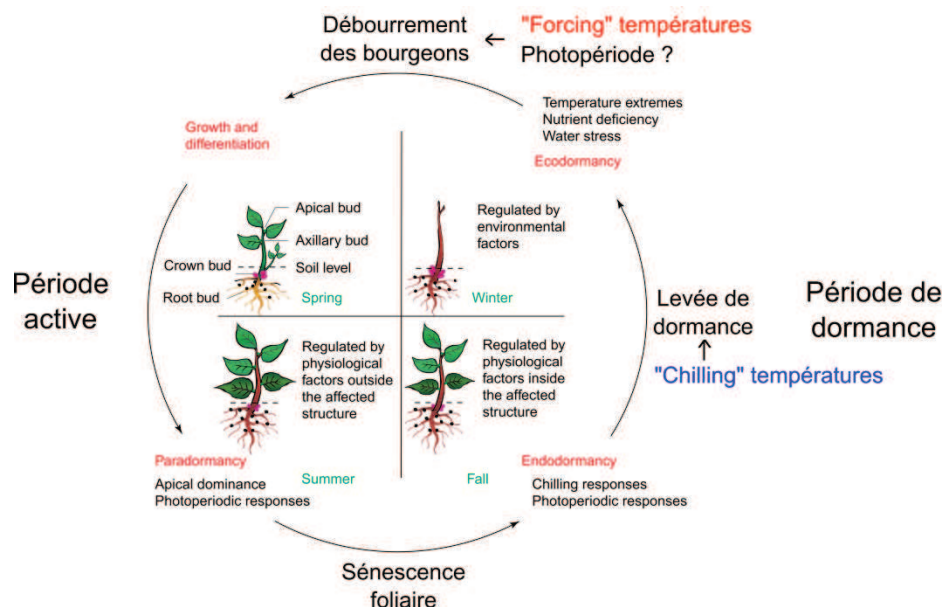 Débourrement
des bourgeons
"Forcing" températures
Photopériode ?
Temperature extremes
Nutrient deficiency
Water stress
Ecodormancy
Growth and
differentiation
Apical bud
Axillary bud
Crown bud
Soil level
Root bud
Spring
Regulated by
environmental
factors
Winter
Période
active
Levée de
dormance
"Chilling" températures
Période de
dormance
Regulated by
physiological
factors outside
the affected
structure
Regulated by
physiological
factors inside
the affected
structure
Paradormancy
Apical dominance
Photoperiodic responses
Summer
Fall
Endodormancy
Chilling responses
Photoperiodic responses
Sénescence
foliaire